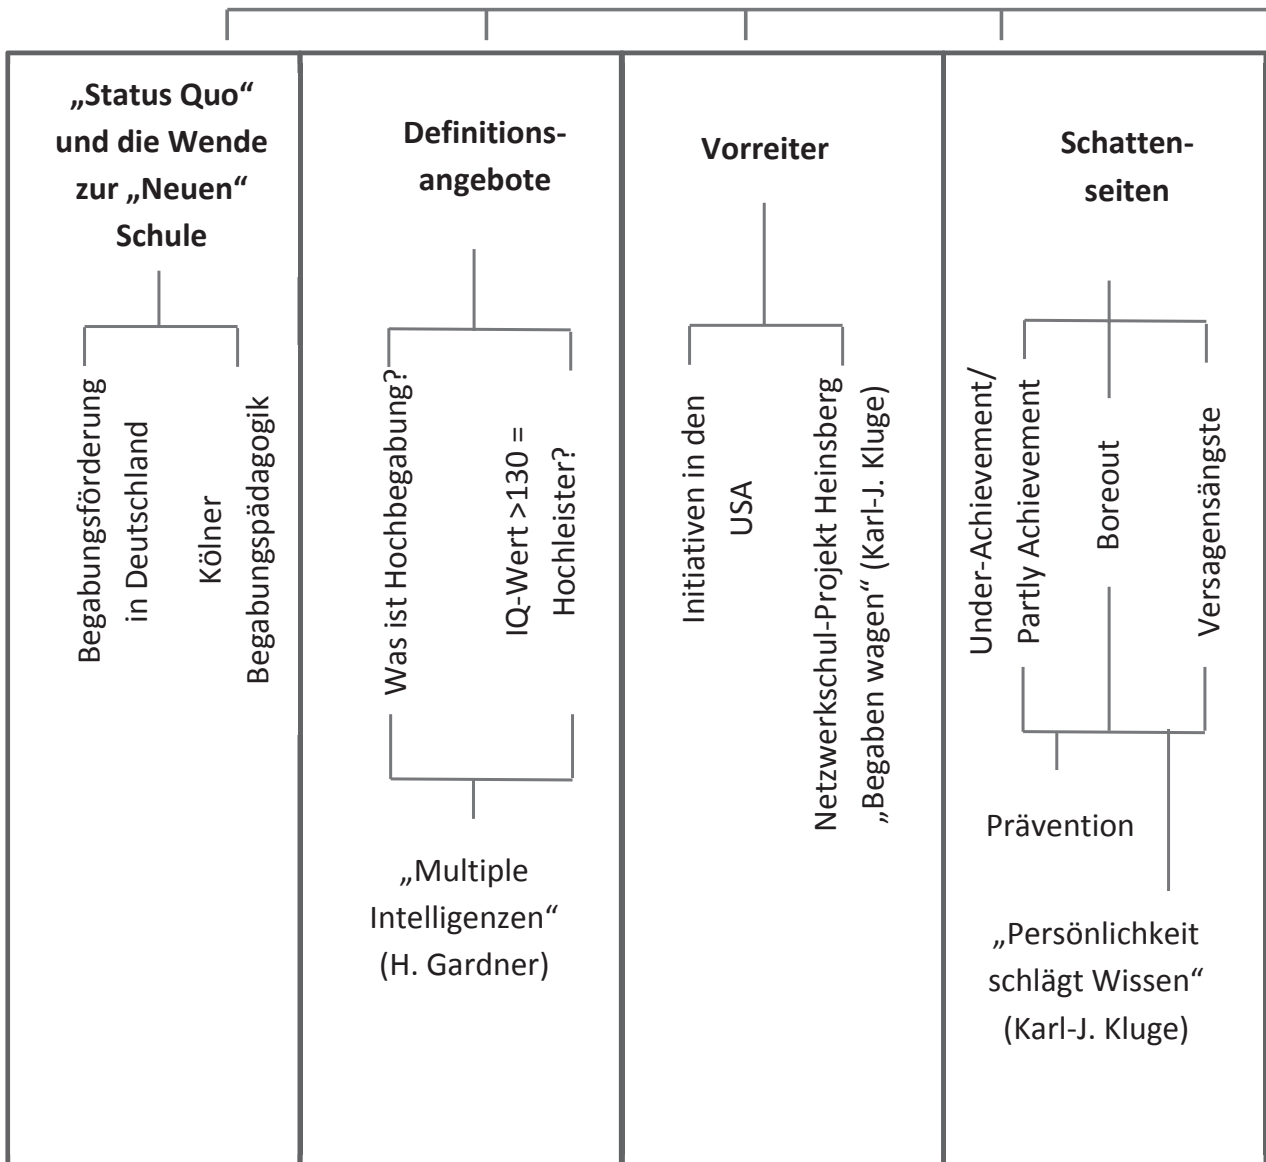 „Status Quo“
und die Wende
zur „Neuen“
Schule
Begabungsförderung
in Deutschland
Kölner
Begabungspädagogik
Definitions-
angebote
Was ist Hochbegabung?
IQ-Wert >130 =
Hochleister?
„Multiple
Intelligenzen“
(H. Gardner)
Vorreiter
Initiativen in den
USA
Netzwerkschul-Projekt Heinsberg
„Begaben wagen“ (Karl-J. Kluge)
Schatten-
seiten
Under-Achievement/
Partly Achievement
Boreout
Versagensängste
Prävention
„Persönlichkeit
schlägt Wissen“
(Karl-J. Kluge)